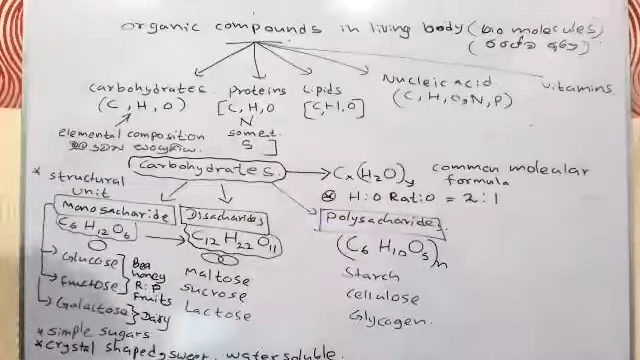 organic compounds in living body (bio molecules)
carbohydrates proteins Lipids Nucleic acid vitamins
(C, H, O) [C, H, O [C, H, O] (C, H, O, N, P)
N
elemental composition somet.
S ]
carbohydrates → Cx(H2O)y common molecular
formula
* structural
unit
⊗ H:O Ratio = 2:1
Monosacharide Disacharides Polysacharides
C6 H12 O6 → C12 H22 O11 (C6 H10 O5)n
Glucose Bee
honey
Maltose Starch
Fructose R:P
fruits
Sucrose Cellulose
Galactose Lactose Glycogen
* simple sugars
* crystal shaped, sweet, water soluble.